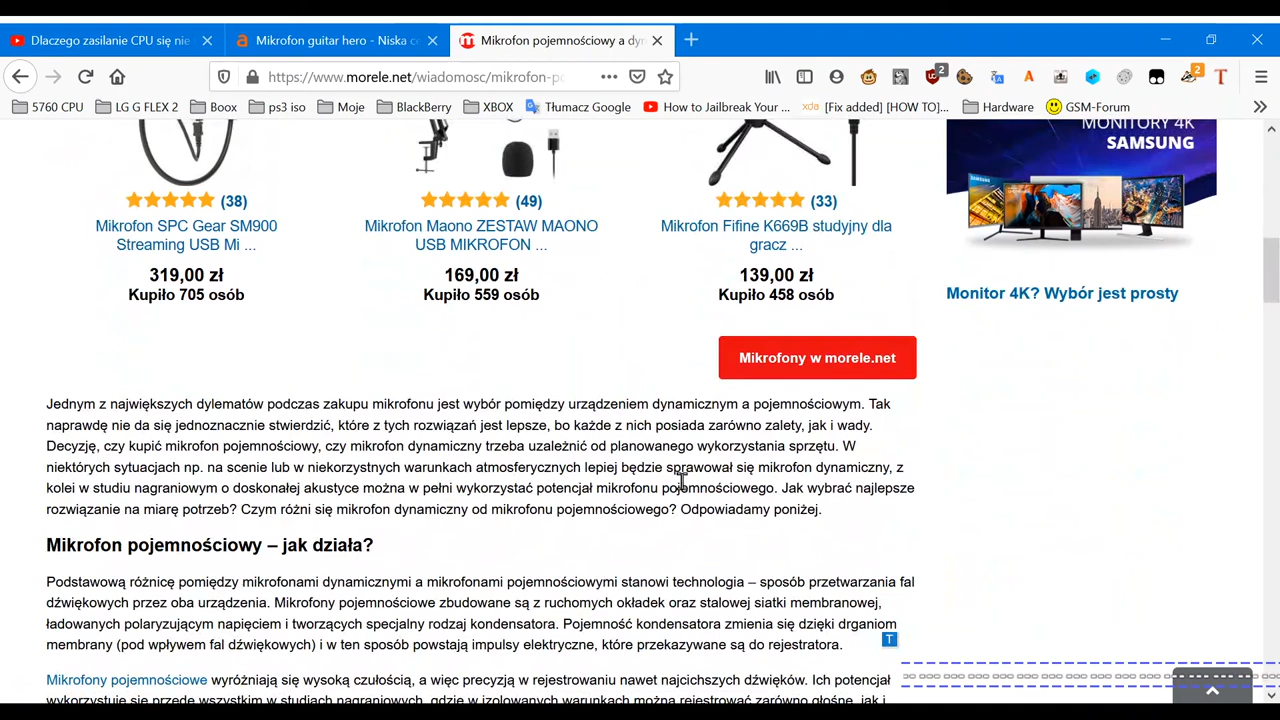 Dlaczego zasilanie CPU się nie
Mikrofon guitar hero - Niska ce
Mikrofon pojemnościowy a dyn
https://www.morele.net/wiadomosc/mikrofon-po
2
2
5760 CPU
LG G FLEX 2
Boox
ps3 iso
Moje
BlackBerry
XBOX
Tłumacz Google
How to Jailbreak Your ...
xda
[Fix added] [HOW TO]...
Hardware
GSM-Forum
MONITORY 4K
SAMSUNG
(38)
(49)
(33)
Mikrofon SPC Gear SM900
Streaming USB Mi ...
Mikrofon Maono ZESTAW MAONO
USB MIKROFON ...
Mikrofon Fifine K669B studyjny dla
gracz ...
319,00 zł
169,00 zł
139,00 zł
Kupiło 705 osób
Kupiło 559 osób
Kupiło 458 osób
Monitor 4K? Wybór jest prosty
Mikrofony w morele.net
Jednym z największych dylematów podczas zakupu mikrofonu jest wybór pomiędzy urządzeniem dynamicznym a pojemnościowym. Tak
naprawdę nie da się jednoznacznie stwierdzić, które z tych rozwiązań jest lepsze, bo każde z nich posiada zarówno zalety, jak i wady.
Decyzję, czy kupić mikrofon pojemnościowy, czy mikrofon dynamiczny trzeba uzależnić od planowanego wykorzystania sprzętu. W
niektórych sytuacjach np. na scenie lub w niekorzystnych warunkach atmosferycznych lepiej będzie sprawował się mikrofon dynamiczny, z
kolei w studiu nagraniowym o doskonałej akustyce można w pełni wykorzystać potencjał mikrofonu pojemnościowego. Jak wybrać najlepsze
rozwiązanie na miarę potrzeb? Czym różni się mikrofon dynamiczny od mikrofonu pojemnościowego? Odpowiadamy poniżej.
Mikrofon pojemnościowy – jak działa?
Podstawową różnicę pomiędzy mikrofonami dynamicznymi a mikrofonami pojemnościowymi stanowi technologia – sposób przetwarzania fal
dźwiękowych przez oba urządzenia. Mikrofony pojemnościowe zbudowane są z ruchomych okładek oraz stalowej siatki membranowej,
ładowanych polaryzującym napięciem i tworzących specjalny rodzaj kondensatora. Pojemność kondensatora zmienia się dzięki drganiom
membrany (pod wpływem fal dźwiękowych) i w ten sposób powstają impulsy elektryczne, które przekazywane są do rejestratora.
T
Mikrofony pojemnościowe wyróżniają się wysoką czułością, a więc precyzją w rejestrowaniu nawet najcichszych dźwięków. Ich potencjał
wykorzystuje się przede wszystkim w studiach nagraniowych, gdzie w izolowanych warunkach można rejestrować zarówno głośne, jak i